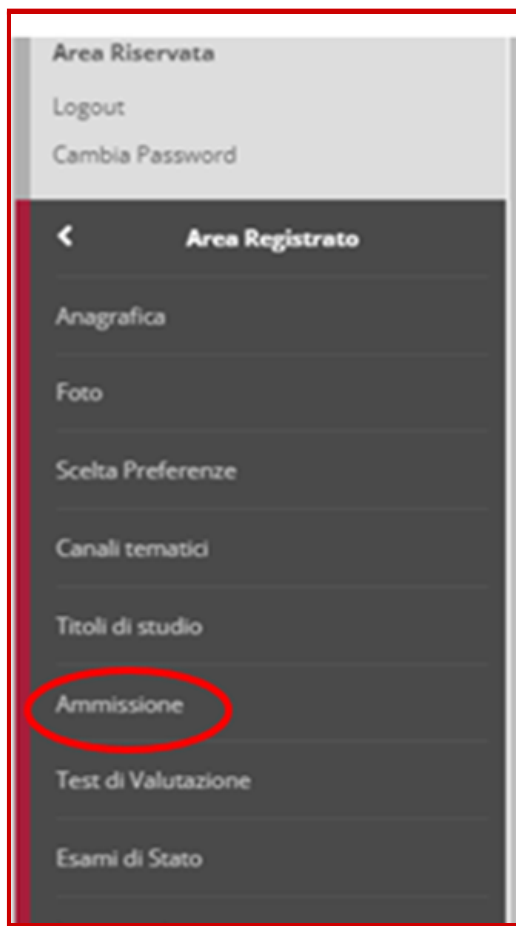 Area Riservata
Logout
Cambia Password
Area Registrato
Anagrafica
Foto
Scelta Preferenze
Canali tematici
Titoli di studio
Ammissione
Test di Valutazione
Esami di Stato